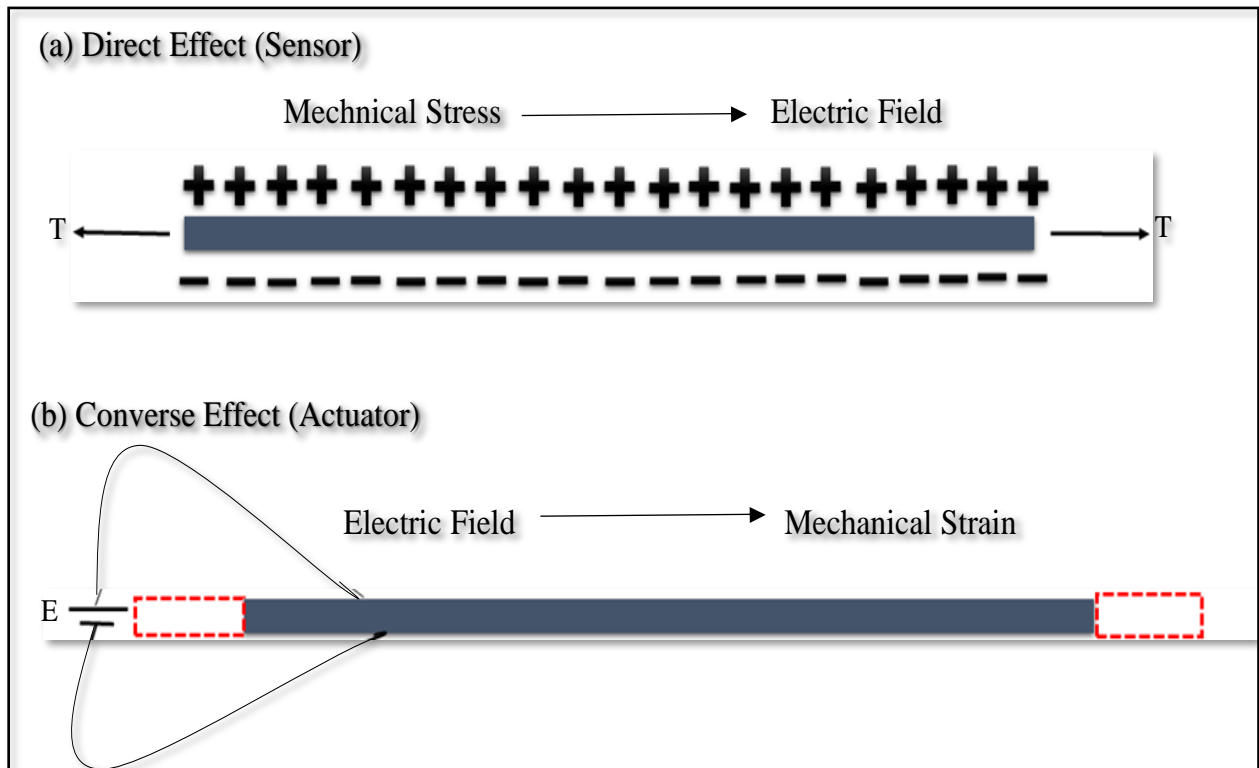 (a) Direct Effect (Sensor)
Mechnical Stress Electric Field
T T
(b) Converse Effect (Actuator)
Electric Field Mechanical Strain
E